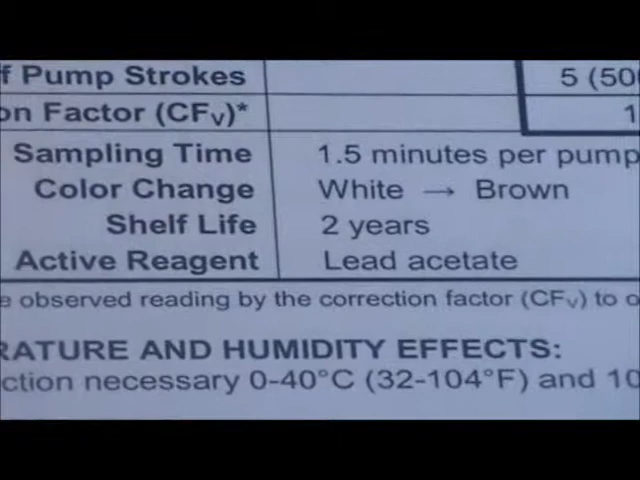 f Pump Strokes 5 (500
on Factor (CFV)* 1
Sampling Time 1.5 minutes per pump
Color Change White → Brown
Shelf Life 2 years
Active Reagent Lead acetate
e observed reading by the correction factor (CFV) to o
RATURE AND HUMIDITY EFFECTS:
ction necessary 0-40°C (32-104°F) and 10